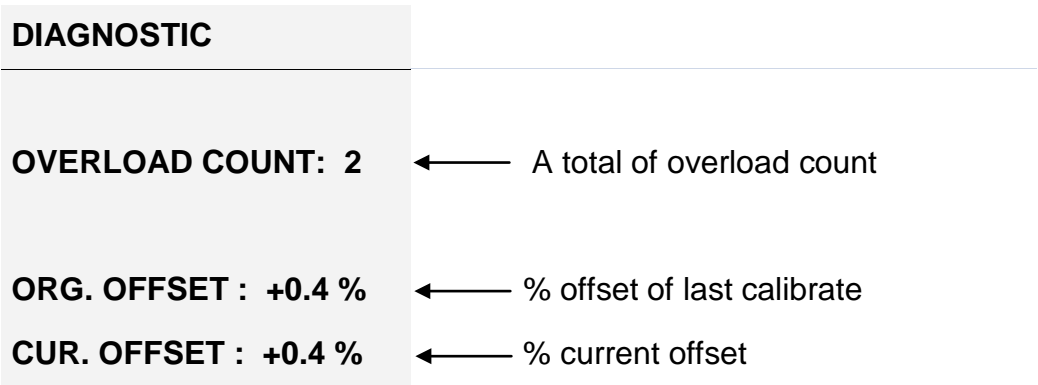 DIAGNOSTIC
OVERLOAD COUNT: 2 A total of overload count
ORG. OFFSET : +0.4 % % offset of last calibrate
CUR. OFFSET : +0.4 % % current offset